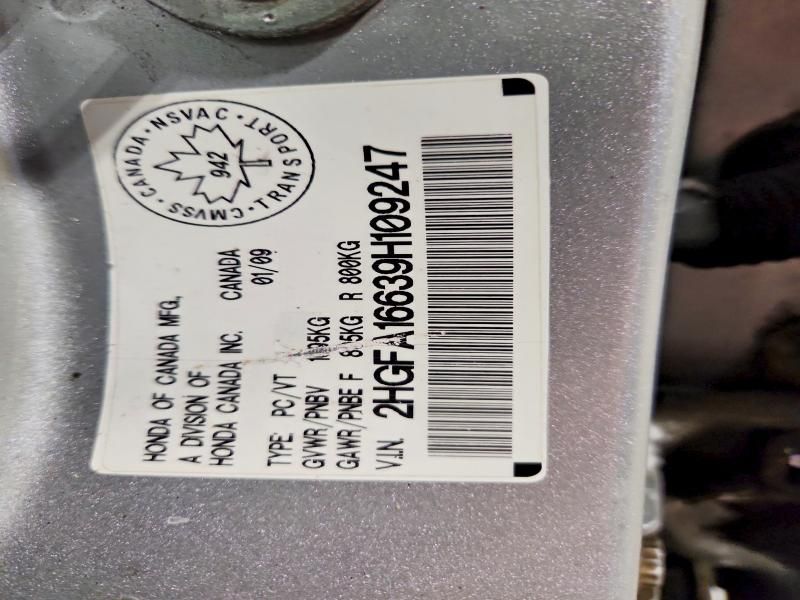 HONDA OF CANADA MFG.,
A DIVISION OF
HONDA CANADA INC. CANADA
01/09
TYPE: PC/VT
GVWR/PNBV
GAWR/PNBE F R 800KG
V.I.N. 2HGFA16639H109247
CANADA • NSVAC • TRANSPORT • CMVSS •
942